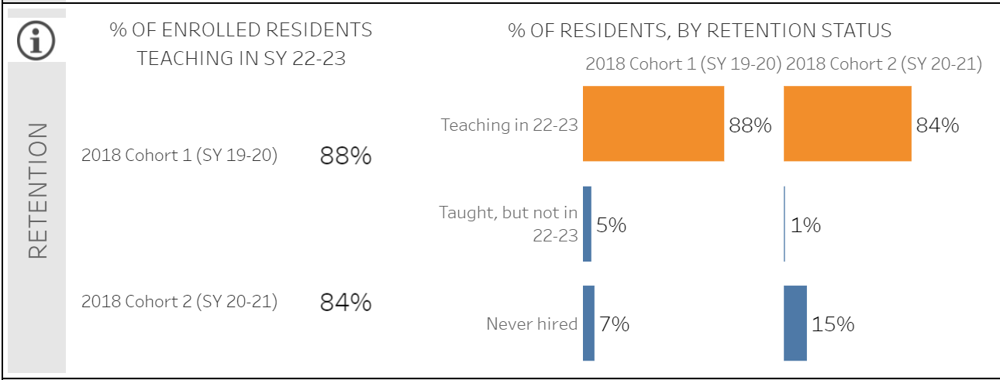 RETENTION
% OF ENROLLED RESIDENTS
TEACHING IN SY 22-23
2018 Cohort 1 (SY 19-20) 88%
2018 Cohort 2 (SY 20-21) 84%
% OF RESIDENTS, BY RETENTION STATUS
2018 Cohort 1 (SY 19-20) 2018 Cohort 2 (SY 20-21)
Teaching in 22-23 88% 84%
Taught, but not in
22-23 5% 1%
Never hired 7% 15%